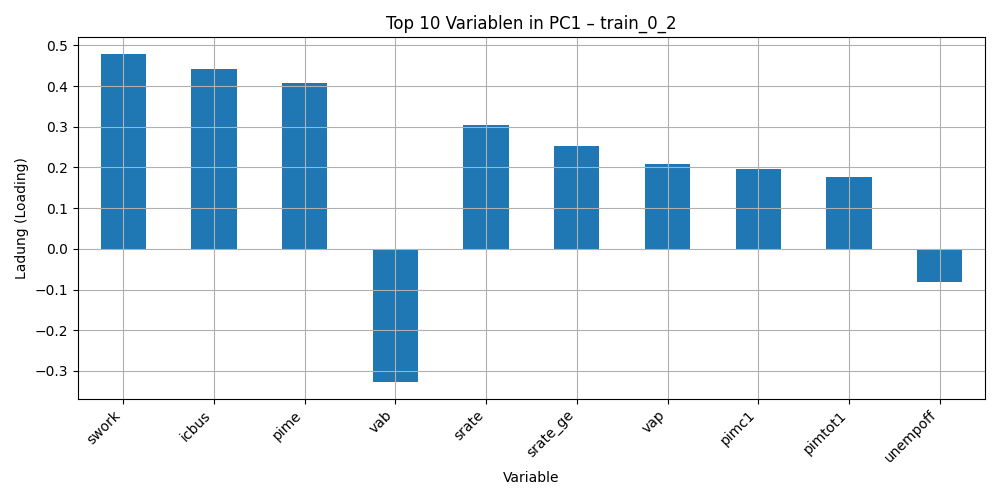 Top 10 Variablen in PC1 – train_0_2
Ladung (Loading)
0.5
0.4
0.3
0.2
0.1
0.0
−0.1
−0.2
−0.3
swork
icbus
pime
vab
srate
srate_ge
vap
pimc1
pimtot1
unempoff
Variable